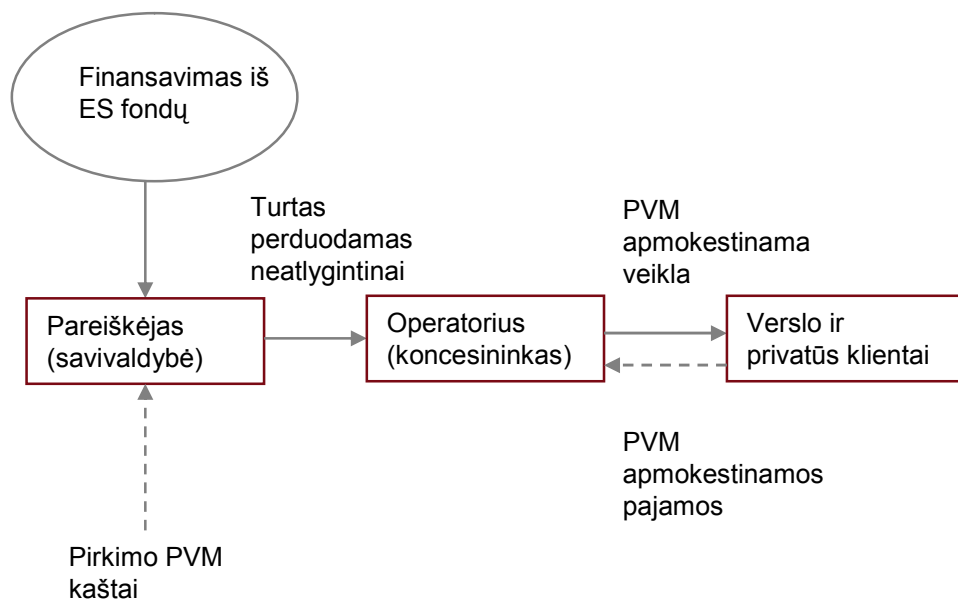 Finansavimas iš
ES fondų
Turtas
perduodamas
neatlygintinai
PVM
apmokestinama
veikla
Pareiškėjas
(savivaldybė)
Operatorius
(koncesininkas)
Verslo ir
privatūs klientai
PVM
apmokestinamos
pajamos
Pirkimo PVM
kaštai